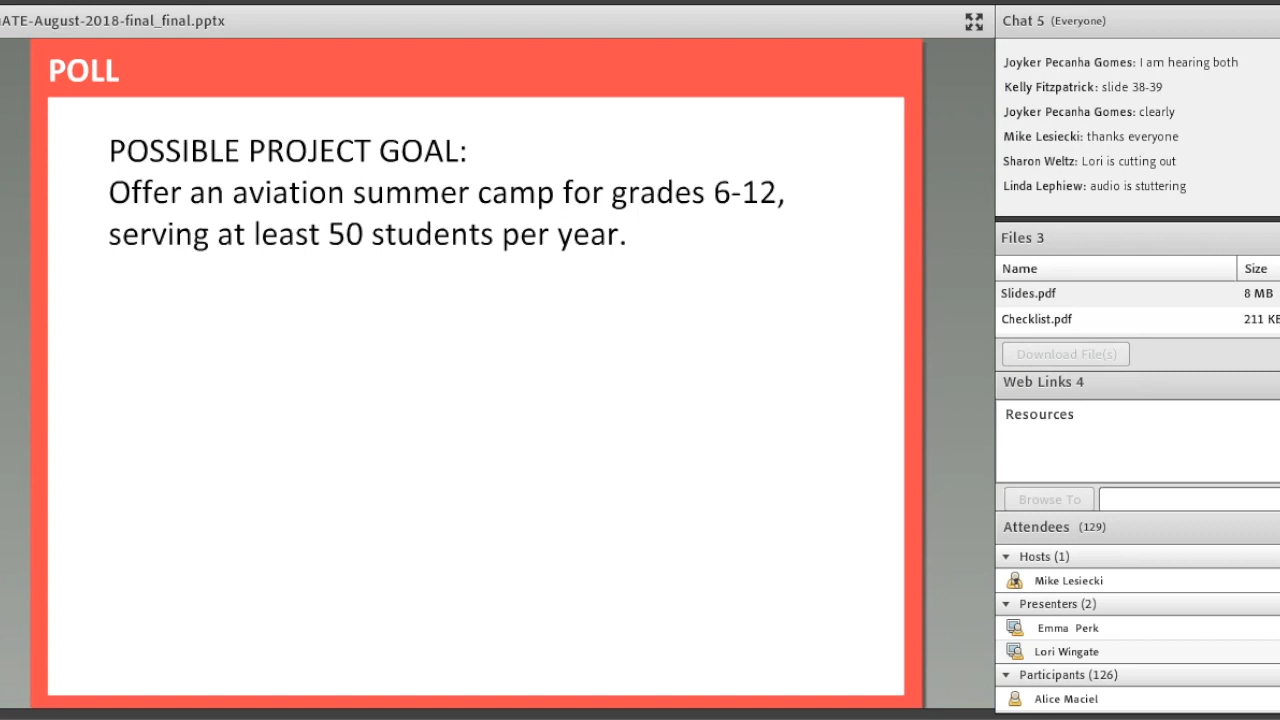 ATE-August-2018-final_final.pptx
POLL
POSSIBLE PROJECT GOAL:
Offer an aviation summer camp for grades 6-12,
serving at least 50 students per year.
Chat 5 (Everyone)
Joyker Pecanha Gomes: I am hearing both
Kelly Fitzpatrick: slide 38-39
Joyker Pecanha Gomes: clearly
Mike Lesiecki: thanks everyone
Sharon Weltz: Lori is cutting out
Linda Lephiew: audio is stuttering
Files 3
Name Size
Slides.pdf 8 MB
Checklist.pdf 211 KB
Download File(s)
Web Links 4
Resources
Browse To
Attendees (129)
Hosts (1)
Mike Lesiecki
Presenters (2)
Emma Perk
Lori Wingate
Participants (126)
Alice Maciel